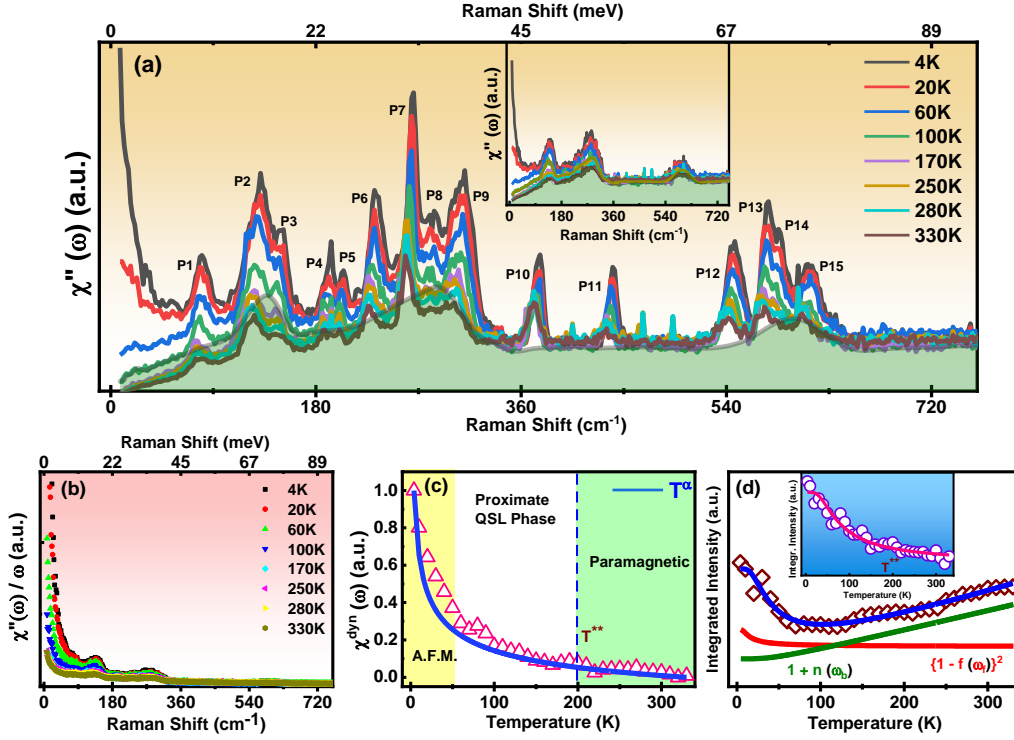 Raman Shift (meV)
0 22 45 67 89
(a)
χ'' (ω) (a.u.)
P1
P2
P3
P4
P5
P6
P7
P8
P9
P10
P11
P12
P13
P14
P15
4K
20K
60K
100K
170K
250K
280K
330K
χ'' (ω) (a.u.)
0 180 360 540 720
Raman Shift (cm-1)
0 180 360 540 720
Raman Shift (cm-1)
Raman Shift (meV)
0 22 45 67 89
(b)
χ''(ω) / ω (a.u.)
4K
20K
60K
100K
170K
250K
280K
330K
0 180 360 540 720
Raman Shift (cm-1)
(c)
χdyn (ω) (a.u.)
1.0
0.8
0.6
0.4
0.2
0.0
Tα
Proximate
QSL Phase
Paramagnetic
T**
A.F.M.
0 100 200 300
Temperature (K)
(d)
Integrated Intensity (a.u.)
Integr. Intensity (a.u.)
T**
0 100 200 300
Temperature (K)
1 + n (ωb)
{1 - f (ωf)}2
0 100 200 300
Temperature (K)